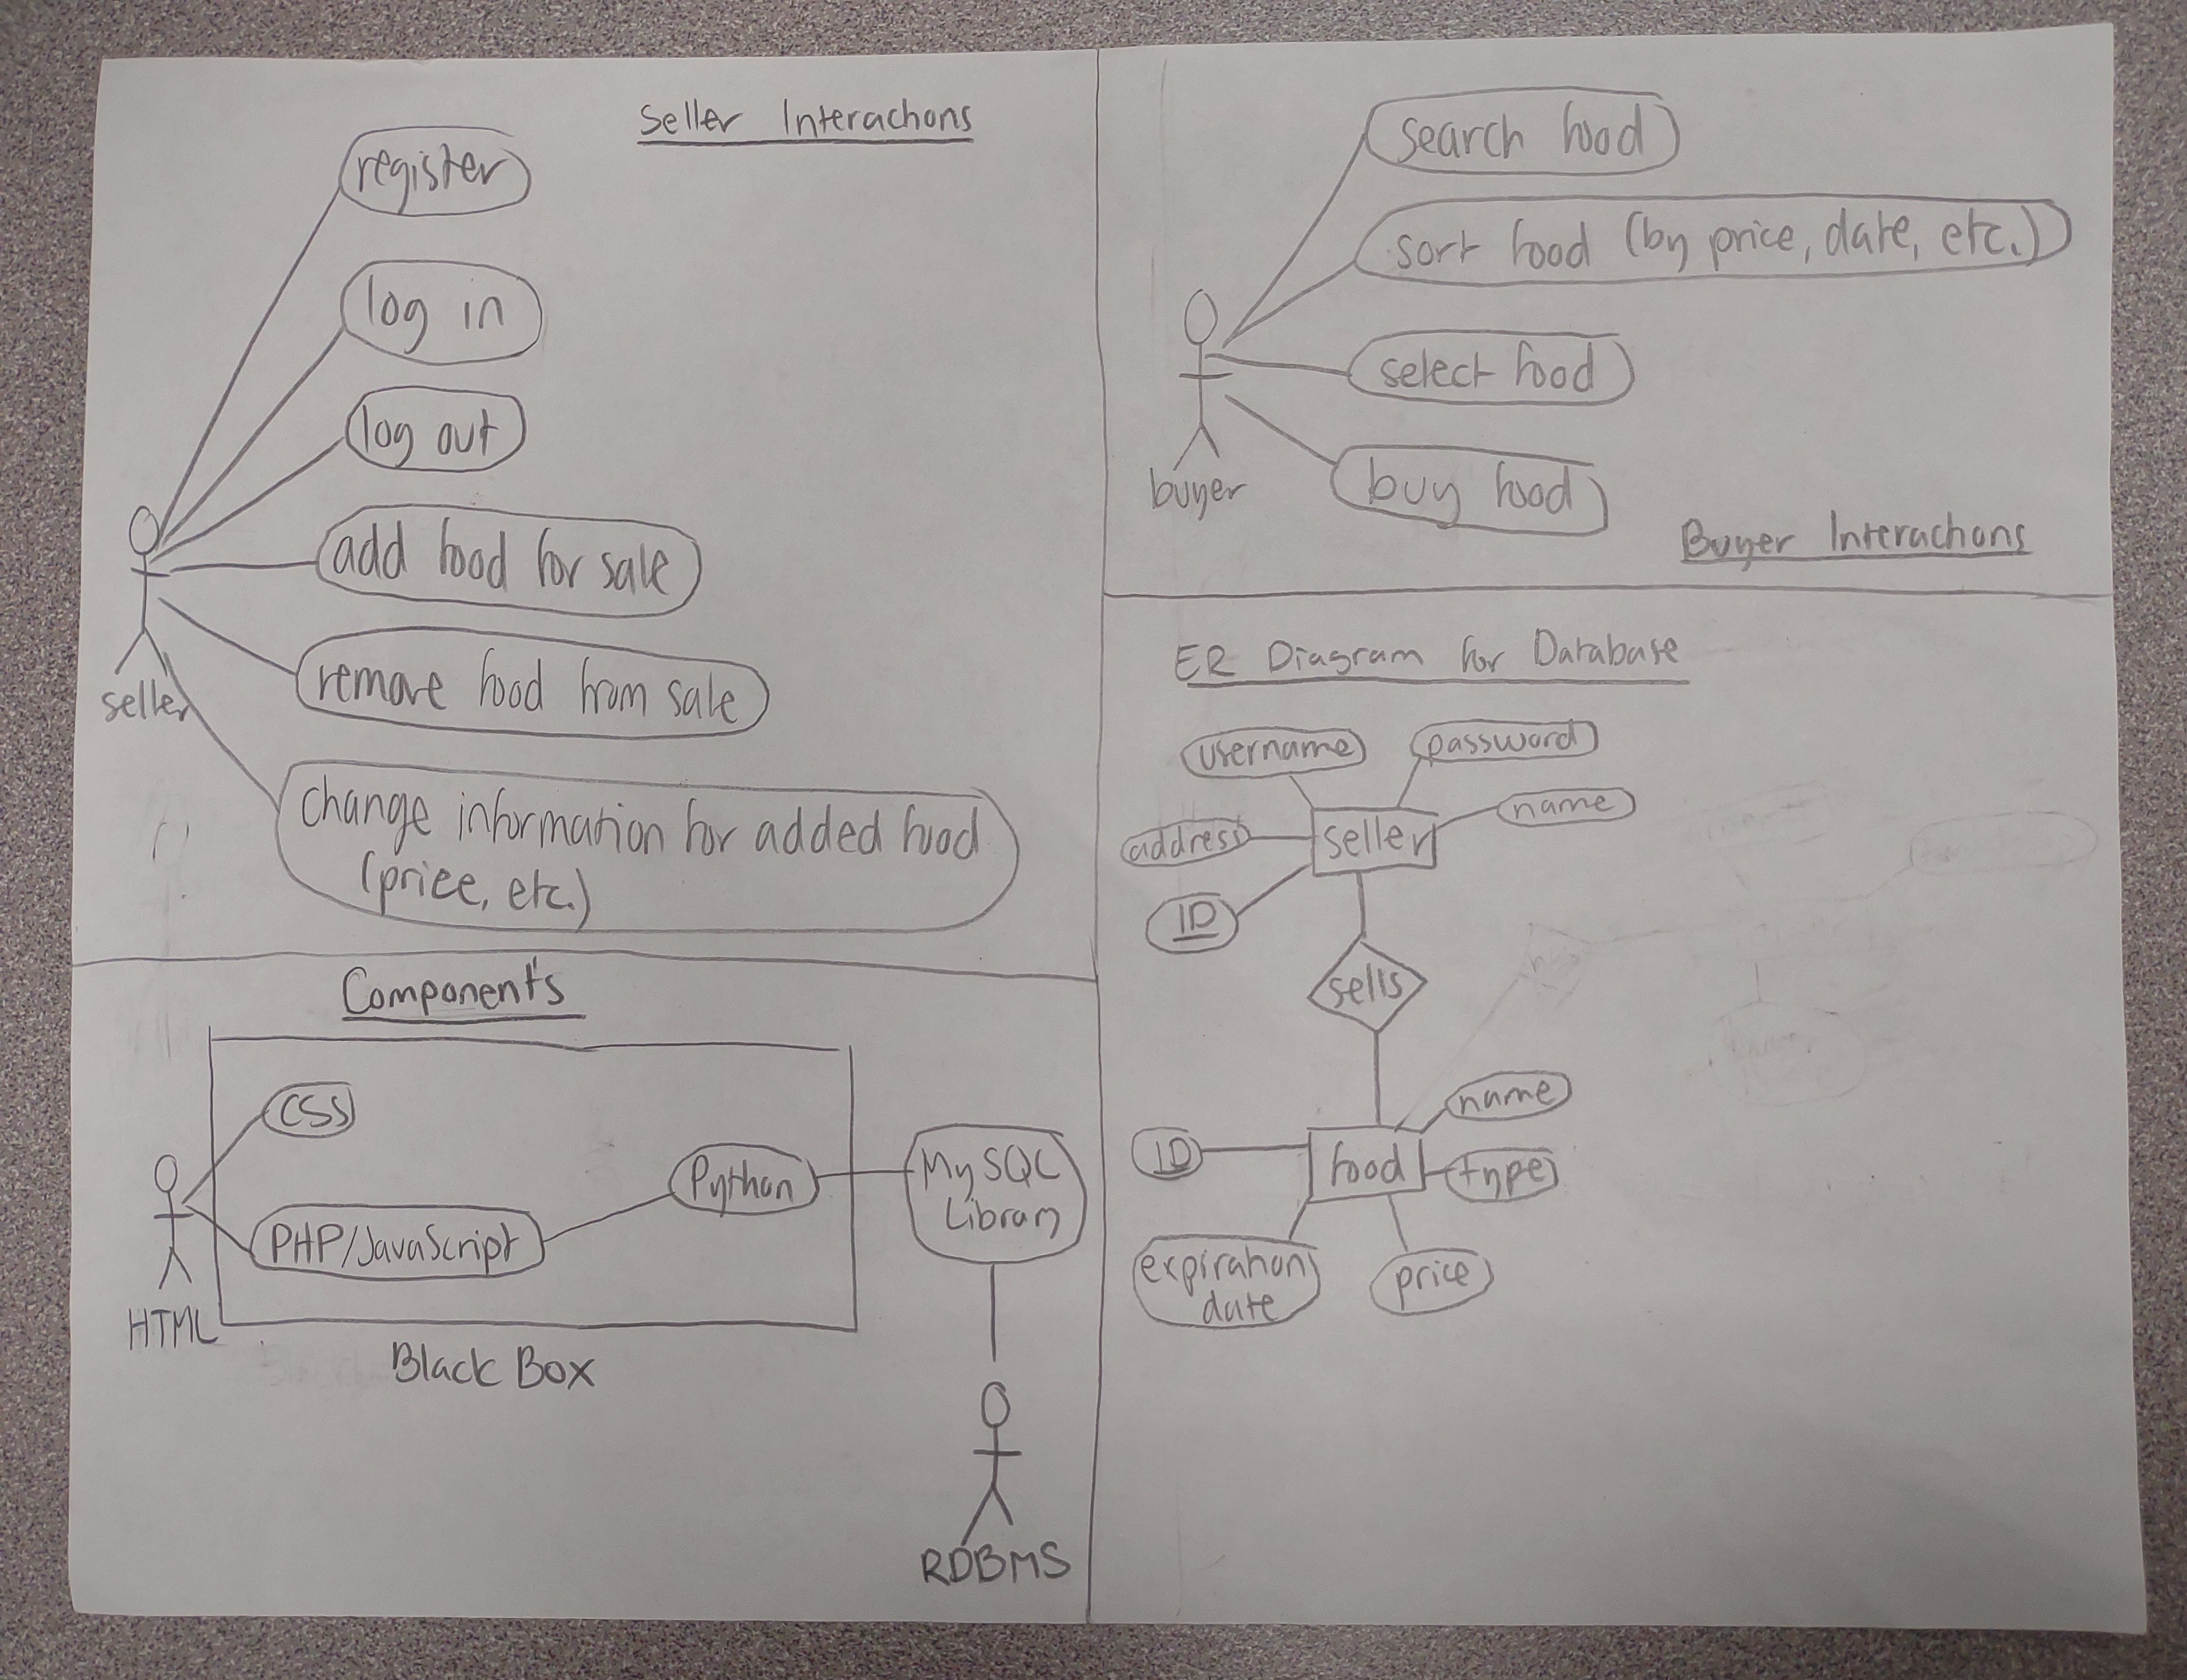 Seller Interactions
register
log in
log out
add food for sale
remove food from sale
change information for added food
(price, etc.)
seller
search food
sort food (by price, date, etc.)
select food
buy food
buyer
Buyer Interactions
Components
CSS
PHP/JavaScript
Python
MySQL
Library
HTML
Black Box
RDBMS
ER Diagram for Database
username
password
name
address
seller
ID
sells
name
ID
food
type
expiration
date
price